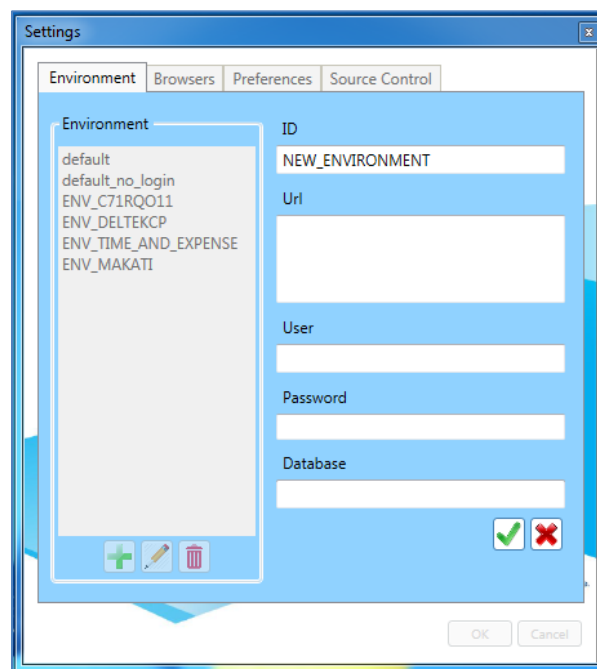 Settings
x
Environment Browsers Preferences Source Control
Environment
default
default_no_login
ENV_C71RQO11
ENV_DELTEKCP
ENV_TIME_AND_EXPENSE
ENV_MAKATI
ID
NEW_ENVIRONMENT
Url
User
Password
Database
OK Cancel